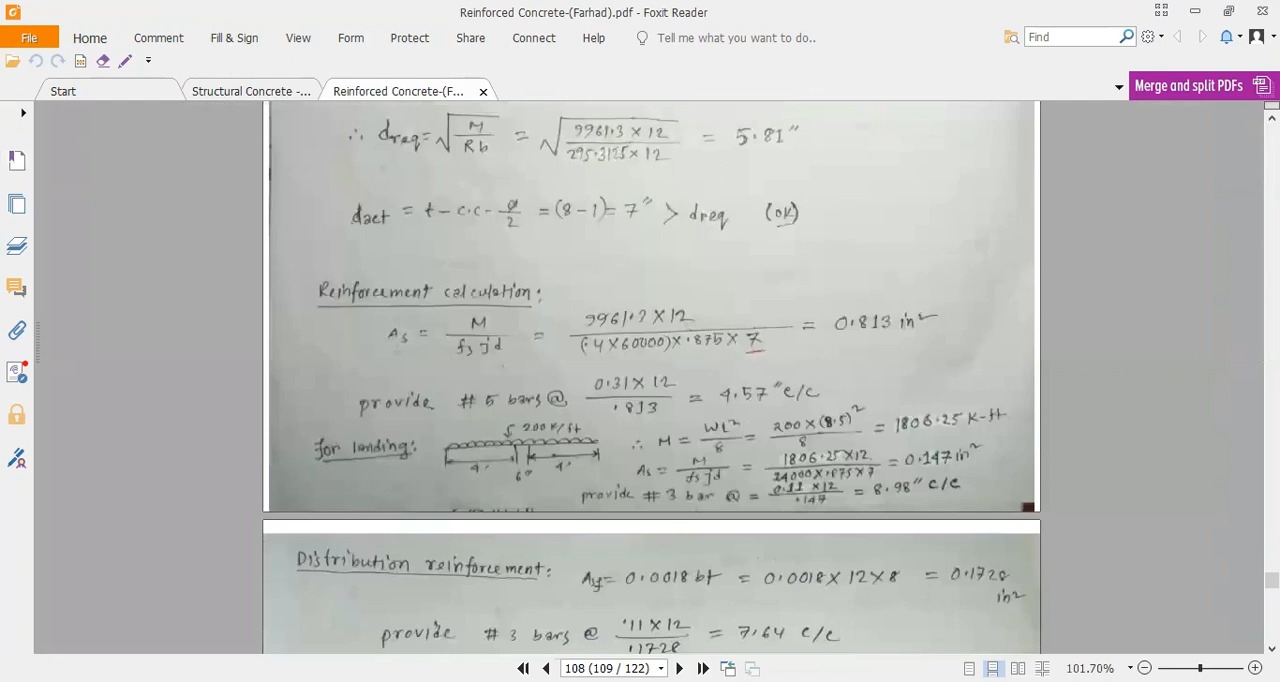 Reinforced Concrete-(Farhad).pdf - Foxit Reader
File Home Comment Fill & Sign View Form Protect Share Connect Help Tell me what you want to do.. Find
Start Structural Concrete -... Reinforced Concrete-(F... Merge and split PDFs
∴ dreq = √(M / Rb) = √(9961.3 × 12 / 295.3125 × 12) = 5.81"
dact = t - c.c - ø/2 = (8-1) = 7" > dreq (OK)
Reinforcement calculation:
As = M / fs jd = 9961.3 × 12 / (.4×60000)×.875×7 = 0.813 in²
provide # 5 bars @ 0.31 × 12 / .813 = 4.57" c/c
for landing: 200 #/ft ∴ M = WL² / 8 = 200 × (8.5)² / 8 = 1806.25 K-ft
4' 6" 4' As = M / fs jd = 1806.25×12 / 24000×.875×7 = 0.147 in²
provide # 3 bar @ = 0.11 × 12 / .147 = 8.98" c/c
Distribution reinforcement: = 0.0018 bt = 0.0018 × 12 × 8 = 0.1728 in²
provide # 3 bars @ .11 × 12 / .1728 = 7.64 c/c
108 (109 / 122) 101.70%